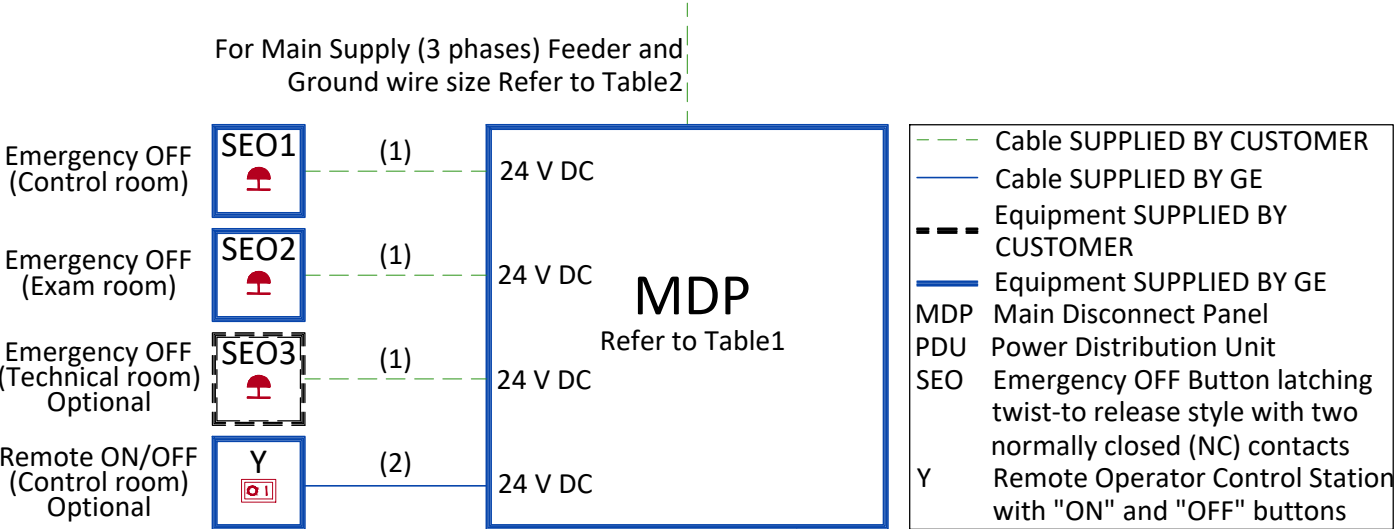 For Main Supply (3 phases) Feeder and
Ground wire size Refer to Table2
Emergency OFF
(Control room)
SEO1
(1)
24 V DC
Emergency OFF
(Exam room)
SEO2
(1)
24 V DC
Emergency OFF
(Technical room)
Optional
SEO3
(1)
24 V DC
Remote ON/OFF
(Control room)
Optional
Y
(2)
24 V DC
MDP
Refer to Table1
Cable SUPPLIED BY CUSTOMER
Cable SUPPLIED BY GE
Equipment SUPPLIED BY
CUSTOMER
Equipment SUPPLIED BY GE
MDP Main Disconnect Panel
PDU Power Distribution Unit
SEO Emergency OFF Button latching
twist-to release style with two
normally closed (NC) contacts
Y Remote Operator Control Station
with "ON" and "OFF" buttons